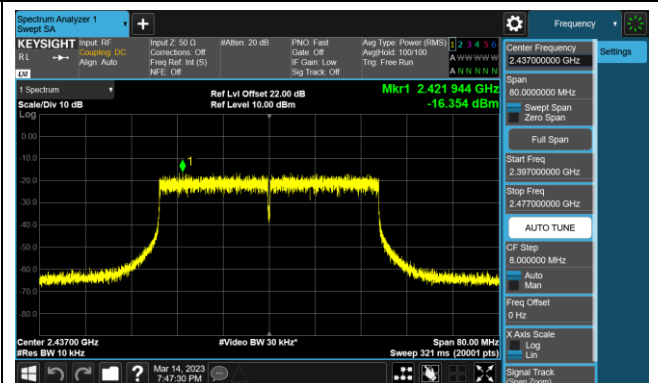 Spectrum Analyzer 1
Swept SA
Frequency
KEYSIGHT
RL
Input: RF
Coupling: DC
Align: Auto
Input Z: 50 Ω
Corrections: Off
Freq Ref: Int (S)
NFE: Off
#Atten: 20 dB
PNO: Fast
Gate: Off
IF Gain: Low
Sig Track: Off
Avg Type: Power (RMS)
Avg|Hold: 100/100
Trig: Free Run
1 2 3 4 5 6
A W W W W W
A N N N N N
LXI
1 Spectrum
Scale/Div 10 dB
Ref Lvl Offset 22.00 dB
Ref Level 10.00 dBm
Mkr1 2.421 944 GHz
-16.354 dBm
Log
0.00
-10.0
-20.0
-30.0
-40.0
-50.0
-60.0
-70.0
-80.0
1
Center 2.43700 GHz
#Res BW 10 kHz
#Video BW 30 kHz*
Span 80.00 MHz
Sweep 321 ms (20001 pts)
Mar 14, 2023
7:47:30 PM
Center Frequency
2.437000000 GHz
Span
80.0000000 MHz
Swept Span
Zero Span
Full Span
Start Freq
2.397000000 GHz
Stop Freq
2.477000000 GHz
AUTO TUNE
CF Step
8.000000 MHz
Auto
Man
Freq Offset
0 Hz
X Axis Scale
Log
Lin
Signal Track
(Span Zoom)
Settings